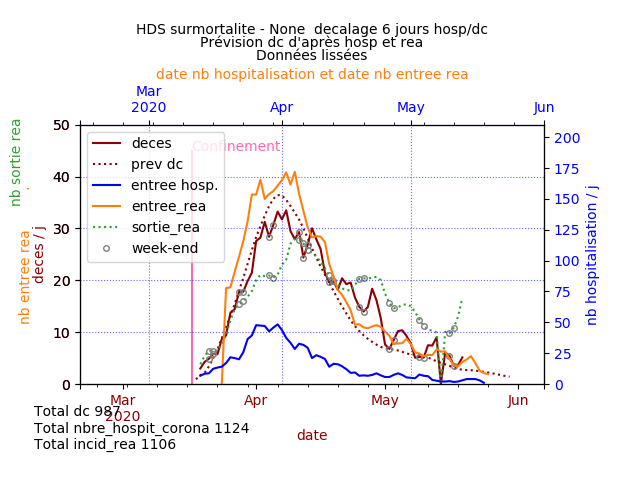 HDS surmortalite - None  decalage 6 jours hosp/dc
Prévision dc d'après hosp et rea
Données lissées
date nb hospitalisation et date nb entree rea
Mar
2020
Apr
May
Jun
50
40
30
20
10
0
200
175
150
125
100
75
50
25
0
nb sortie rea
.
nb entree rea
deces / j
nb hospitalisation / j
Confinement
deces
prev dc
entree hosp.
entree_rea
sortie_rea
week-end
Mar
2020
Apr
May
Jun
date
Total dc 987
Total nbre_hospit_corona 1124
Total incid_rea 1106